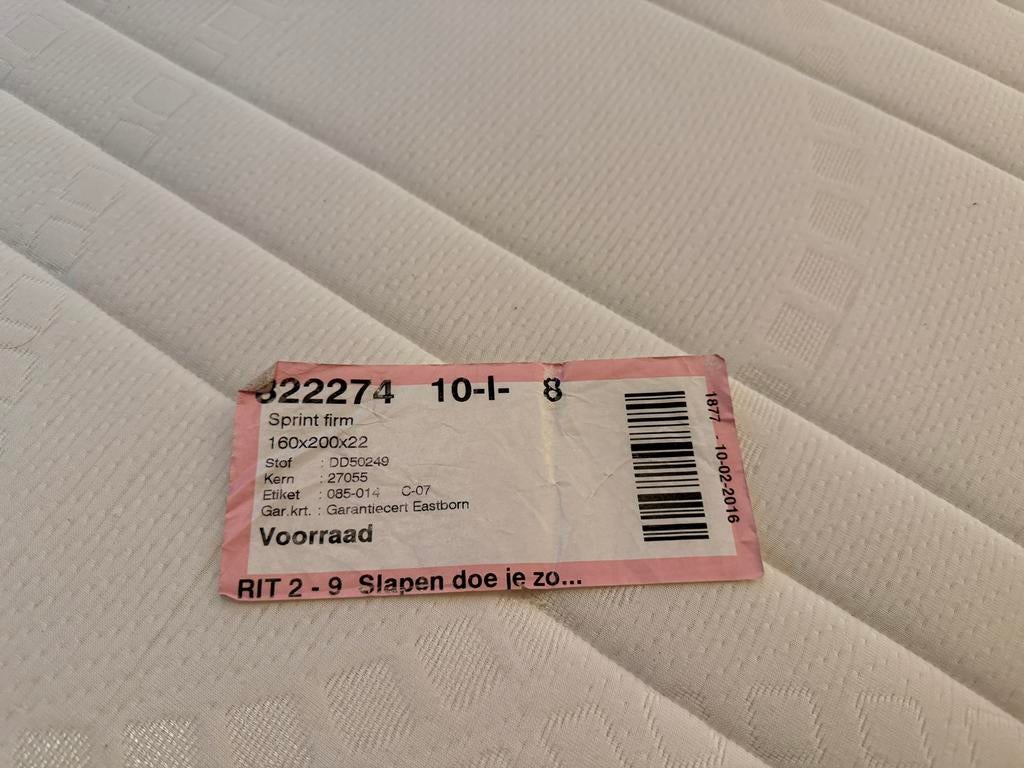 822274 10-I- 8
Sprint firm
160x200x22
Stof : DD50249
Kern : 27055
Etiket : 085-014 C-07
Gar.krt. : Garantiecert Eastborn
Voorraad
RIT 2 - 9 Slapen doe je zo...
1877 - 10-02-2016